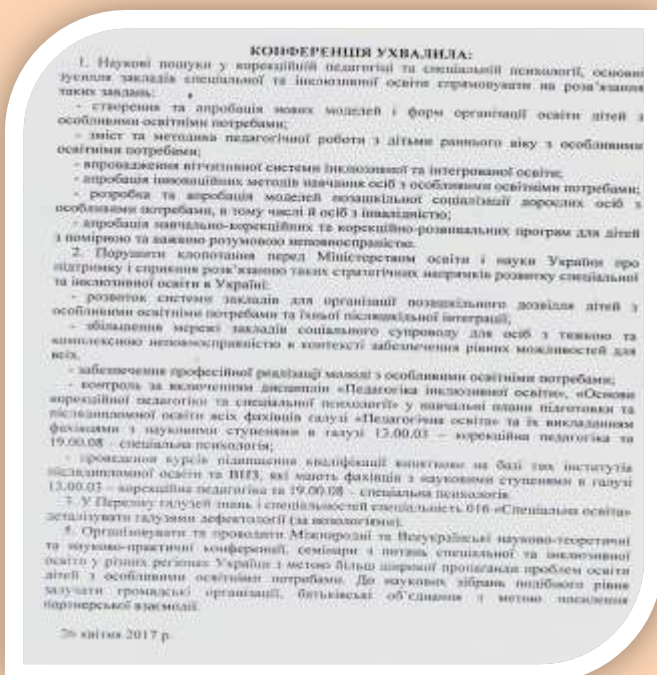 КОНФЕРЕНЦІЯ УХВАЛИЛА:
1. Наукові пошуки у корекційній педагогіці та спеціальній психології, основні
зусилля закладів спеціальної та інклюзивної освіти спрямовувати на розв'язання
таких завдань:
- створення та апробація нових моделей і форм організації освіти дітей з
особливими освітніми потребами;
- зміст та методика педагогічної роботи з дітьми раннього віку з особливими
освітніми потребами;
- впровадження вітчизняної системи інклюзивної та інтегрованої освіти;
- апробація інноваційних методів навчання осіб з особливими освітніми потребами;
- розробка та апробація моделей позашкільної соціалізації дорослих осіб з
особливими потребами, в тому числі й осіб з інвалідністю;
- апробація навчально-корекційних та корекційно-розвивальних програм для дітей
з помірною та важкою розумовою неповносправністю.
2. Порушити клопотання перед Міністерством освіти і науки України про
підтримку і сприяння розв'язанню таких стратегічних напрямків розвитку спеціальної
та інклюзивної освіти в Україні:
- розвиток системи закладів для організації позашкільного дозвілля дітей з
особливими освітніми потребами та їхньої післяшкільної інтеграції;
- збільшення мережі закладів соціального супроводу для осіб з тяжкою та
комплексною неповносправністю в контексті забезпечення рівних можливостей для
всіх.
- забезпечення професійної реалізації молоді з особливими освітніми потребами;
- контроль за включенням дисциплін «Педагогіка інклюзивної освіти», «Основи
корекційної педагогіки та спеціальної психології» у навчальні плани підготовки та
післядипломної освіти всіх фахівців галузі «Педагогічна освіта» та їх викладанням
фахівцями з науковими ступенями в галузі 13.00.03 – корекційна педагогіка та
19.00.08 – спеціальна психологія;
- проведення курсів підвищення кваліфікації винятково на базі тих інститутів
післядипломної освіти та ВНЗ, які мають фахівців з науковими ступенями в галузі
13.00.03 – корекційна педагогіка та 19.00.08 – спеціальна психологія.
3. У Переліку галузей знань і спеціальностей спеціальність 016 «Спеціальна освіта»
деталізувати галузями дефектології (за нозологіями).
4. Організовувати та проводити Міжнародні та Всеукраїнські науково-теоретичні
та науково-практичні конференції, семінари з питань спеціальної та інклюзивної
освіти у різних регіонах України з метою більш широкої пропаганди проблем освіти
дітей з особливими освітніми потребами. До наукових зібрань подібного рівня
залучати громадські організації, батьківські об'єднання з метою посилення
партнерської взаємодії.
26 квітня 2017 р.